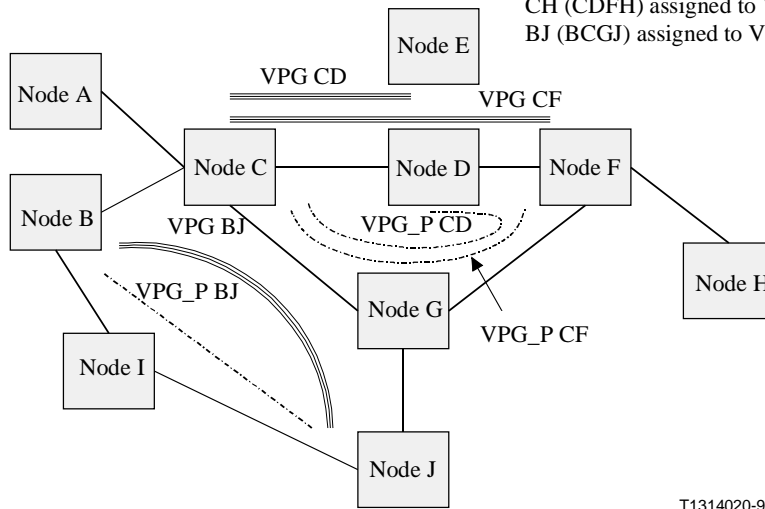 CH (CDFH) assigned to
BJ (BCGJ) assigned to V
Node E
VPG CD
Node A
VPG CF
Node C
Node D
Node F
Node B
VPG BJ
VPG_P CD
Node H
VPG_P BJ
Node G
VPG_P CF
Node I
Node J
T1314020-9